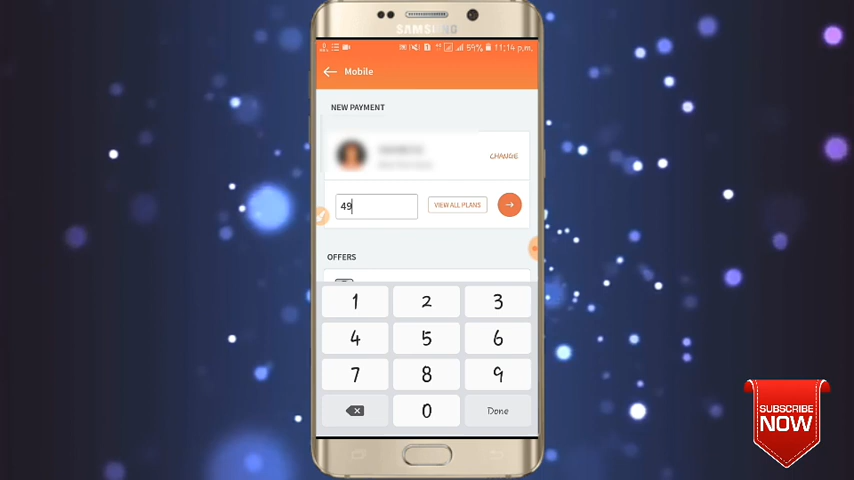 SAMSUNG
59% 11:14 p.m.
Mobile
NEW PAYMENT
CHANGE
49
VIEW ALL PLANS
OFFERS
1 2 3
4 5 6
7 8 9
0 Done
SUBSCRIBE
NOW